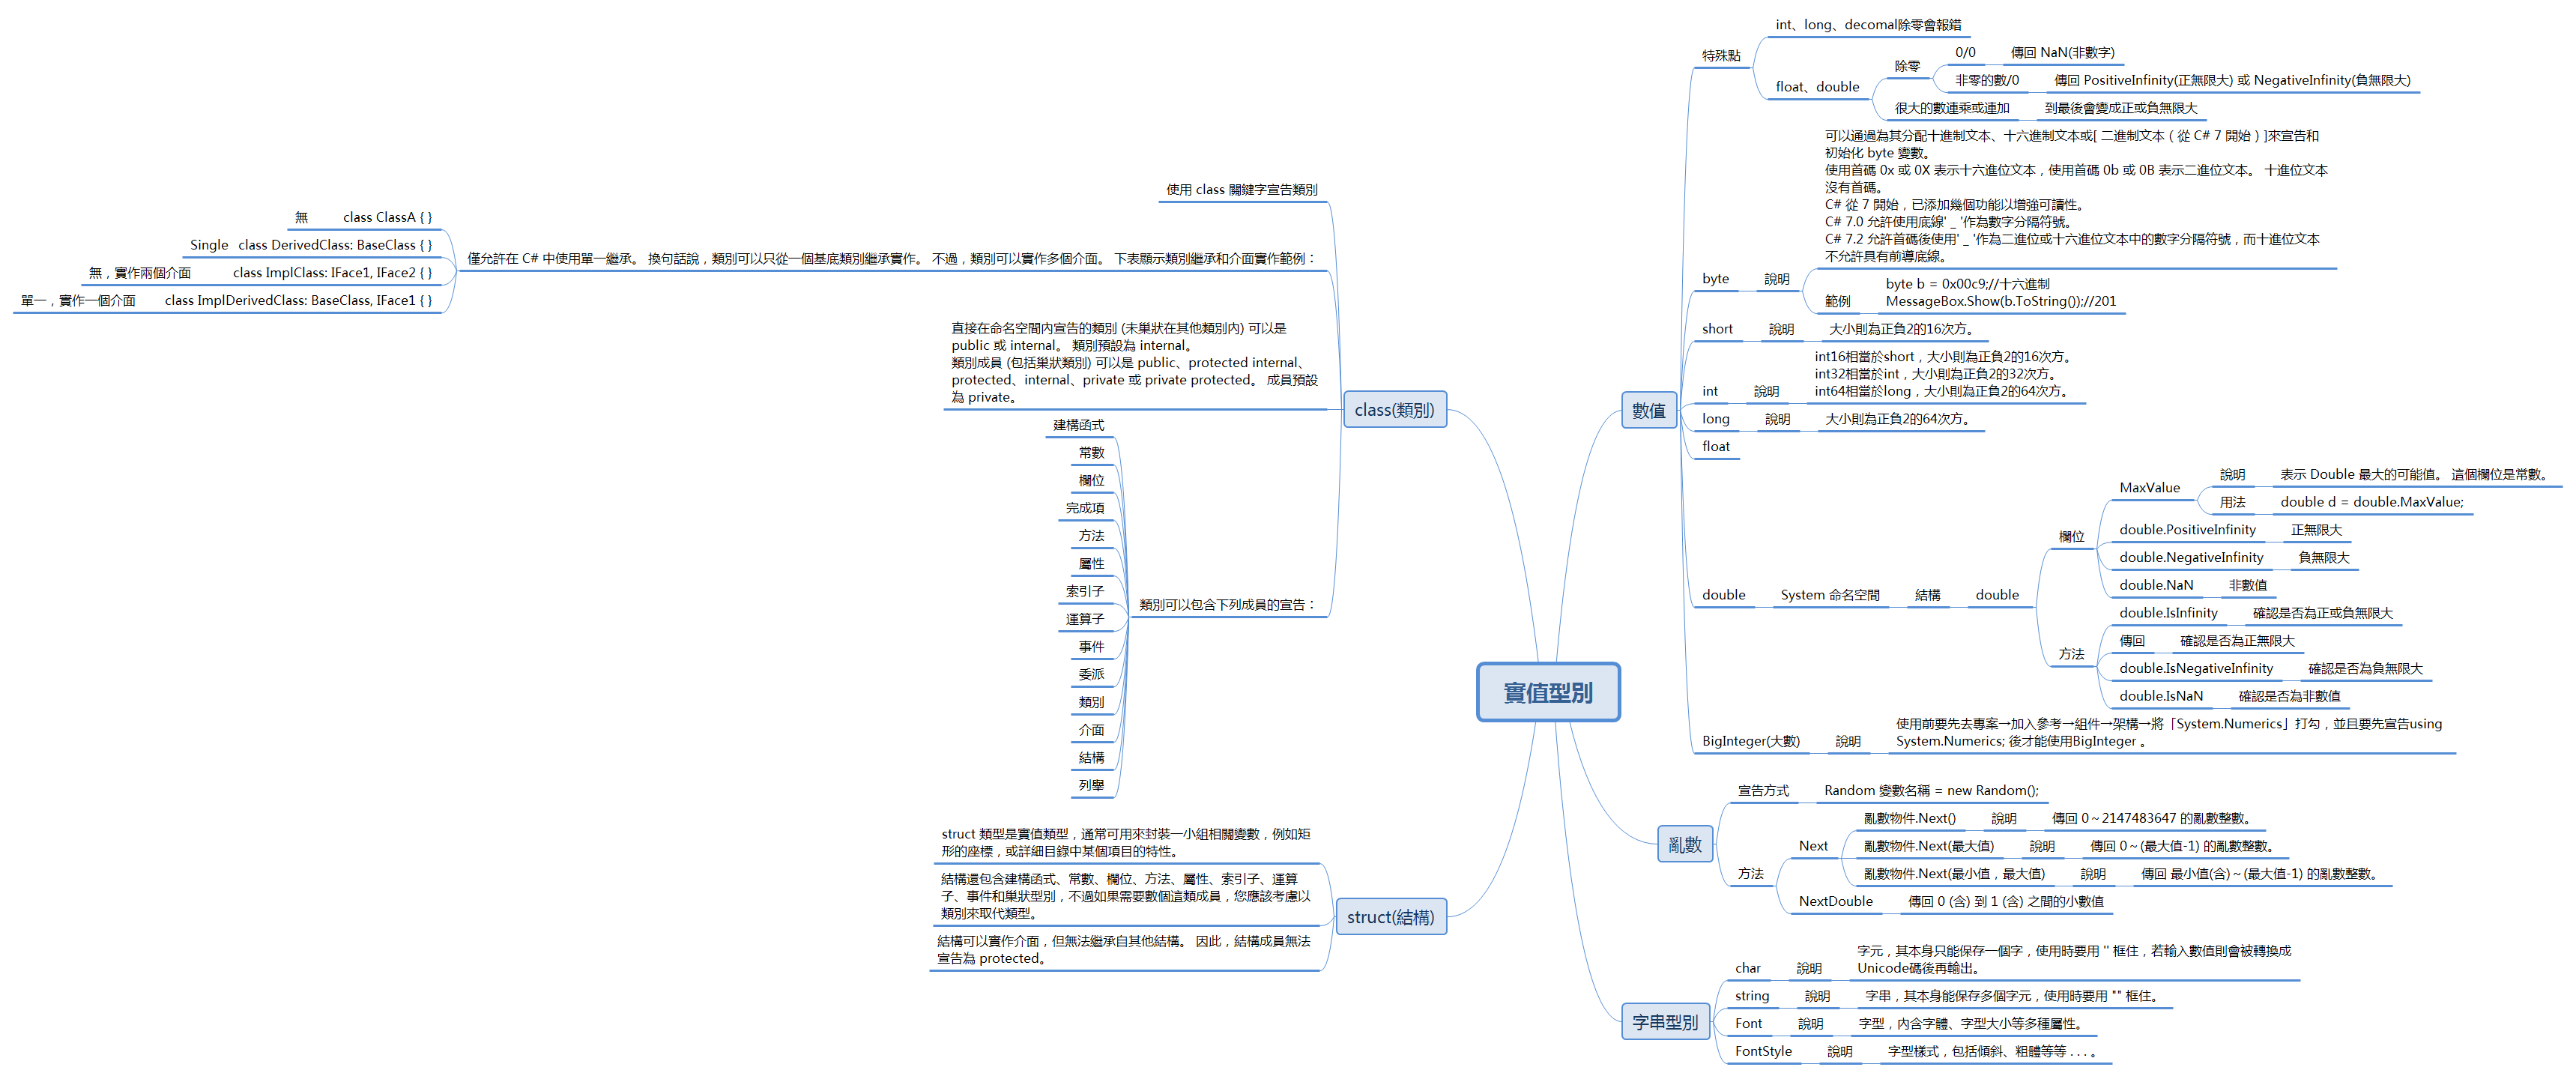 實值型別
數值
特殊點
int、long、decomal除零會報錯
float、double
除零
0/0
傳回 NaN(非數字)
非零的數/0
傳回 PositiveInfinity(正無限大) 或 NegativeInfinity(負無限大)
很大的數連乘或連加
到最後會變成正或負無限大
byte
說明
可以通過為其分配十進制文本、十六進制文本或[ 二進制文本 ( 從 C# 7 開始 ) ]來宣告和
初始化 byte 變數。
使用首碼 0x 或 0X 表示十六進位文本，使用首碼 0b 或 0B 表示二進位文本。 十進位文本
沒有首碼。
C# 從 7 開始，已添加幾個功能以增強可讀性。
C# 7.0 允許使用底線' _ '作為數字分隔符號。
C# 7.2 允許首碼後使用' _ '作為二進位或十六進位文本中的數字分隔符號，而十進位文本
不允許具有前導底線。
範例
byte b = 0x00c9;//十六進制
MessageBox.Show(b.ToString());//201
short
說明
大小則為正負2的16次方。
int
說明
int16相當於short，大小則為正負2的16次方。
int32相當於int，大小則為正負2的32次方。
int64相當於long，大小則為正負2的64次方。
long
說明
大小則為正負2的64次方。
float
double
System 命名空間
結構
double
欄位
MaxValue
說明
表示 Double 最大的可能值。 這個欄位是常數。
用法
double d = double.MaxValue;
double.PositiveInfinity
正無限大
double.NegativeInfinity
負無限大
double.NaN
非數值
方法
double.IsInfinity
確認是否為正或負無限大
傳回
確認是否為正無限大
double.IsNegativeInfinity
確認是否為負無限大
double.IsNaN
確認是否為非數值
BigInteger(大數)
說明
使用前要先去專案→加入參考→組件→架構→將「System.Numerics」打勾，並且要先宣告using
System.Numerics; 後才能使用BigInteger 。
亂數
宣告方式
Random 變數名稱 = new Random();
方法
Next
亂數物件.Next()
說明
傳回 0～2147483647 的亂數整數。
亂數物件.Next(最大值)
說明
傳回 0～(最大值-1) 的亂數整數。
亂數物件.Next(最小值，最大值)
說明
傳回 最小值(含)～(最大值-1) 的亂數整數。
NextDouble
傳回 0 (含) 到 1 (含) 之間的小數值
字串型別
char
說明
字元，其本身只能保存一個字，使用時要用 '' 框住，若輸入數值則會被轉換成
Unicode碼後再輸出。
string
說明
字串，其本身能保存多個字元，使用時要用 "" 框住。
Font
說明
字型，內含字體、字型大小等多種屬性。
FontStyle
說明
字型樣式，包括傾斜、粗體等等 . . . 。
class(類別)
使用 class 關鍵字宣告類別
僅允許在 C# 中使用單一繼承。 換句話說，類別可以只從一個基底類別繼承實作。 不過，類別可以實作多個介面。 下表顯示類別繼承和介面實作範例：
無
class ClassA { }
Single
class DerivedClass: BaseClass { }
無，實作兩個介面
class ImplClass: IFace1, IFace2 { }
單一，實作一個介面
class ImplDerivedClass: BaseClass, IFace1 { }
直接在命名空間內宣告的類別 (未巢狀在其他類別內) 可以是
public 或 internal。 類別預設為 internal。
類別成員 (包括巢狀類別) 可以是 public、protected internal、
protected、internal、private 或 private protected。 成員預設
為 private。
類別可以包含下列成員的宣告：
建構函式
常數
欄位
完成項
方法
屬性
索引子
運算子
事件
委派
類別
介面
結構
列舉
struct(結構)
struct 類型是實值類型，通常可用來封裝一小組相關變數，例如矩
形的座標，或詳細目錄中某個項目的特性。
結構還包含建構函式、常數、欄位、方法、屬性、索引子、運算
子、事件和巢狀型別，不過如果需要數個這類成員，您應該考慮以
類別來取代類型。
結構可以實作介面，但無法繼承自其他結構。 因此，結構成員無法
宣告為 protected。